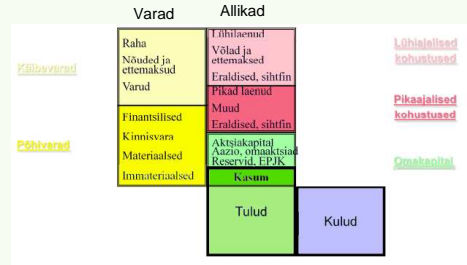 Varad
Allikad
Raha
Nõuded ja
ettemaksud
Varud
Käibevarad
Finantsilised
Kinnisvara
Materiaalsed
Immateriaalsed
Põhivarad
Lühilaenud
Võlad ja
ettemaksed
Eraldised, sihtfin
Lühiajalised
kohustused
Pikad laenud
Muud
Eraldised, sihtfin
Pikaajalised
kohustused
Aktsiakapital
Aazio, omaaktsiad
Reservid, EPJK
Omakapital
Kasum
Tulud
Kulud